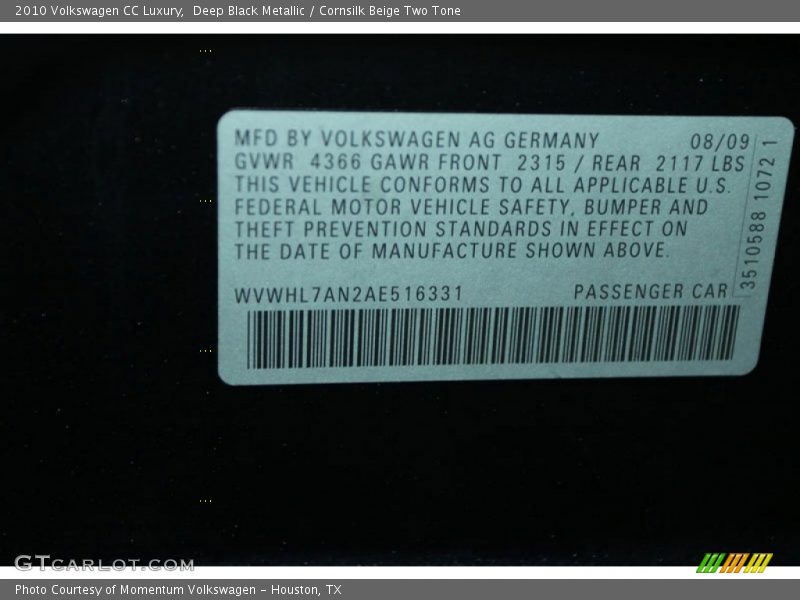 2010 Volkswagen CC Luxury,  Deep Black Metallic / Cornsilk Beige Two Tone
MFD BY VOLKSWAGEN AG GERMANY 08/09
GVWR 4366 GAWR FRONT 2315 / REAR 2117 LBS
THIS VEHICLE CONFORMS TO ALL APPLICABLE U.S.
FEDERAL MOTOR VEHICLE SAFETY, BUMPER AND
THEFT PREVENTION STANDARDS IN EFFECT ON
THE DATE OF MANUFACTURE SHOWN ABOVE.
WVWHL7AN2AE516331 PASSENGER CAR
3510588 1072 1
GTCARLOT.COM
Photo Courtesy of Momentum Volkswagen - Houston, TX